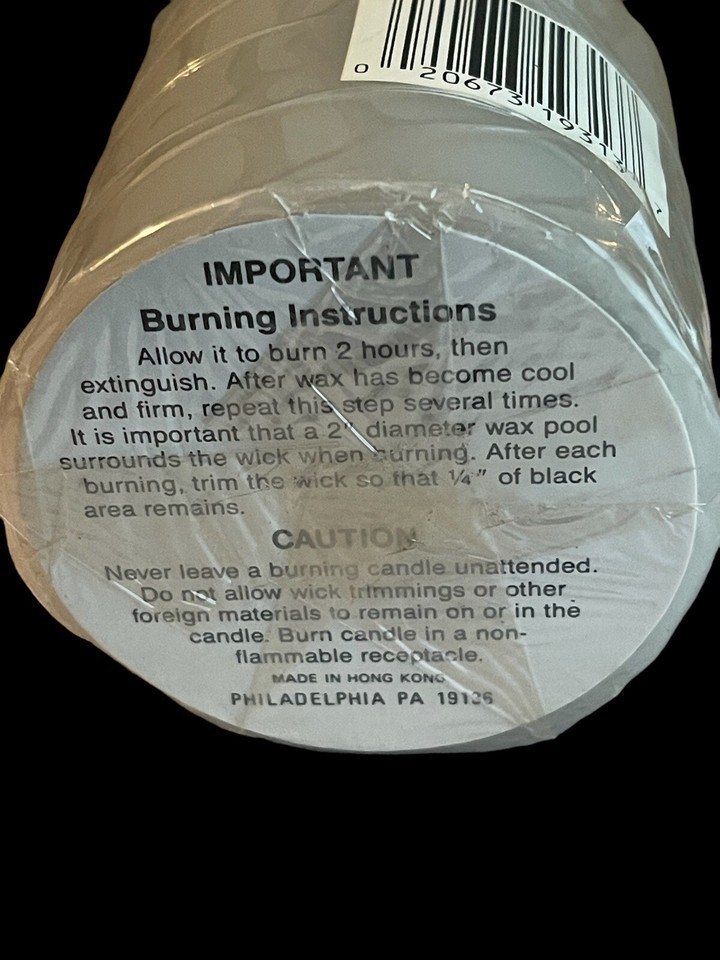 0 20673 19313
IMPORTANT
Burning Instructions
Allow it to burn 2 hours, then
extinguish. After wax has become cool
and firm, repeat this step several times.
It is important that a 2" diameter wax pool
surrounds the wick when burning. After each
burning, trim the wick so that ¼" of black
area remains.
CAUTION
Never leave a burning candle unattended.
Do not allow wick trimmings or other
foreign materials to remain on or in the
candle. Burn candle in a non-
flammable receptacle.
MADE IN HONG KONG
PHILADELPHIA PA 19136